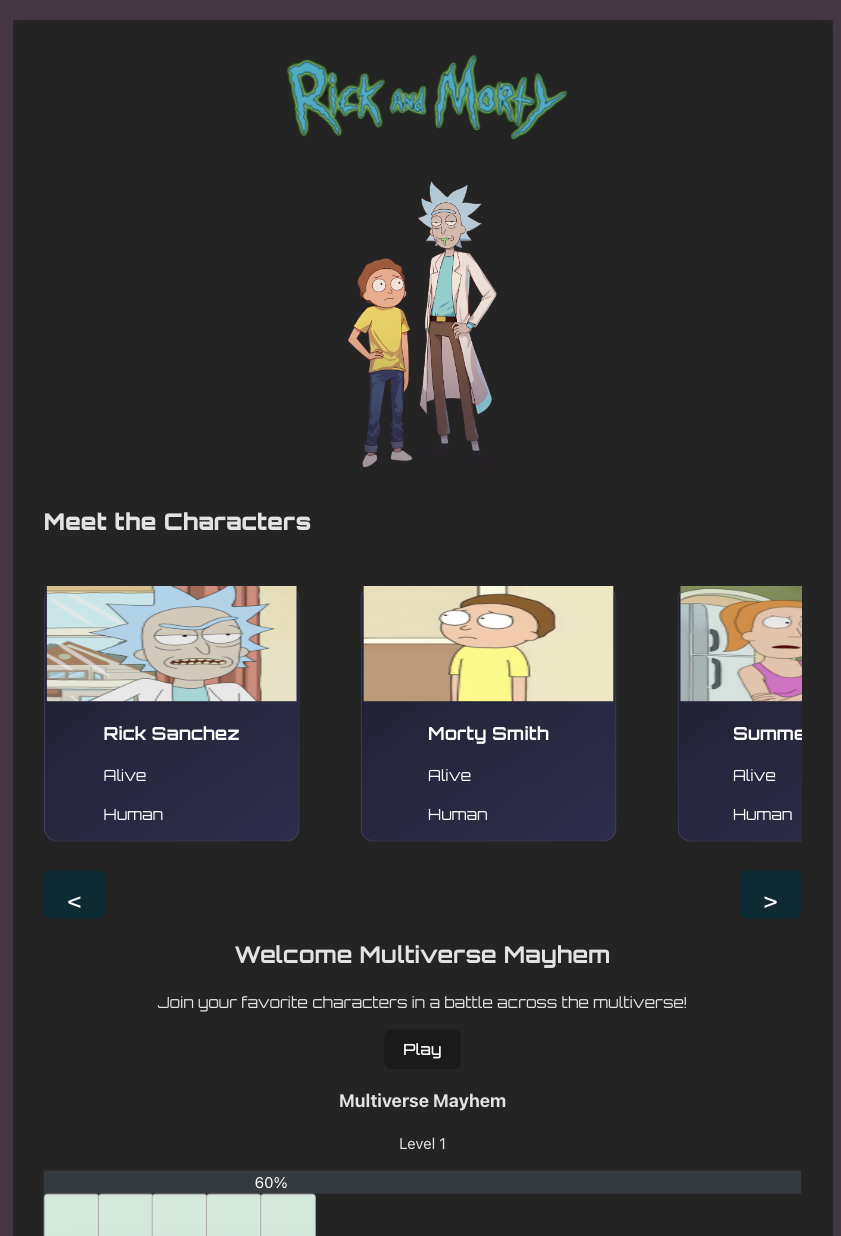 Rick and Morty
Meet the Characters
Rick Sanchez
Alive
Human
Morty Smith
Alive
Human
Summe
Alive
Human
<
>
Welcome Multiverse Mayhem
Join your favorite characters in a battle across the multiverse!
Play
Multiverse Mayhem
Level 1
60%